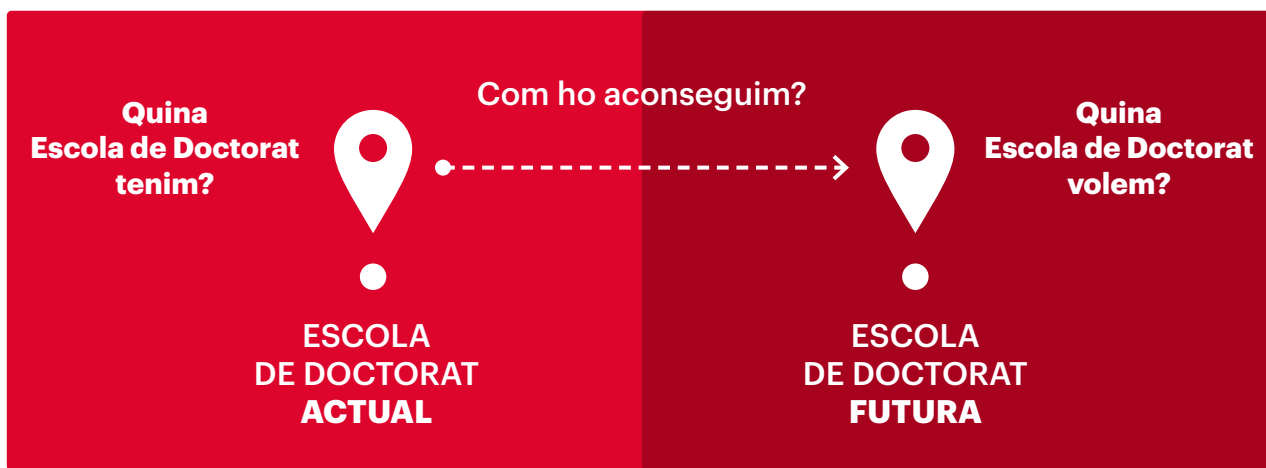 Quina
Escola de Doctorat
tenim?
Com ho aconseguim?
Quina
Escola de Doctorat
volem?
ESCOLA
DE DOCTORAT
ACTUAL
ESCOLA
DE DOCTORAT
FUTURA